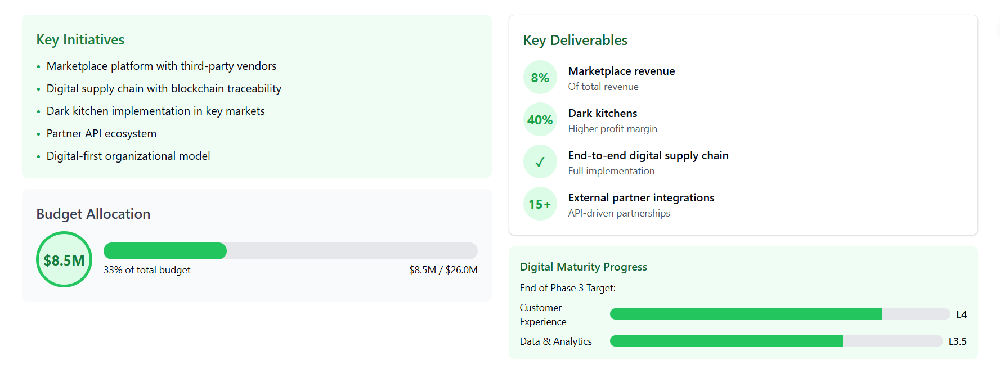 Key Initiatives
• Marketplace platform with third-party vendors
• Digital supply chain with blockchain traceability
• Dark kitchen implementation in key markets
• Partner API ecosystem
• Digital-first organizational model
Budget Allocation
$8.5M
33% of total budget
$8.5M / $26.0M
Key Deliverables
8%
Marketplace revenue
Of total revenue
40%
Dark kitchens
Higher profit margin
✓
End-to-end digital supply chain
Full implementation
15+
External partner integrations
API-driven partnerships
Digital Maturity Progress
End of Phase 3 Target:
Customer
Experience
L4
Data & Analytics
L3.5